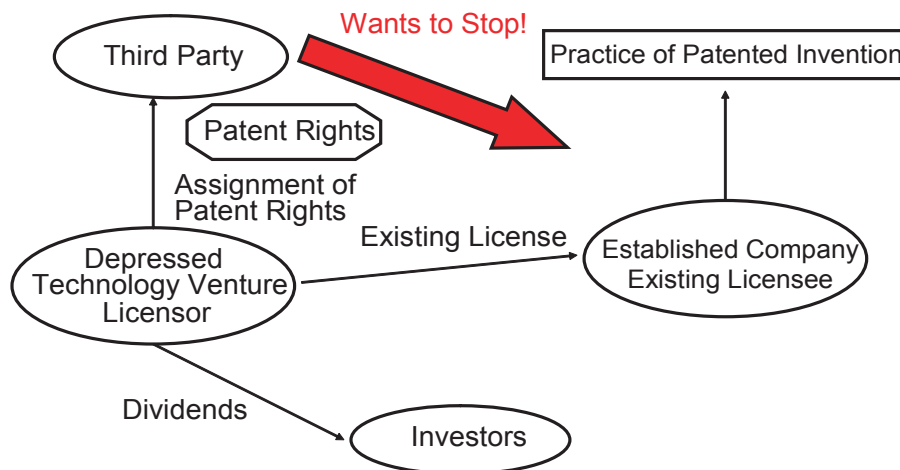 Wants to Stop!
Third Party
Practice of Patented Invention
Patent Rights
Assignment of
Patent Rights
Existing License
Established Company
Existing Licensee
Depressed
Technology Venture
Licensor
Dividends
Investors